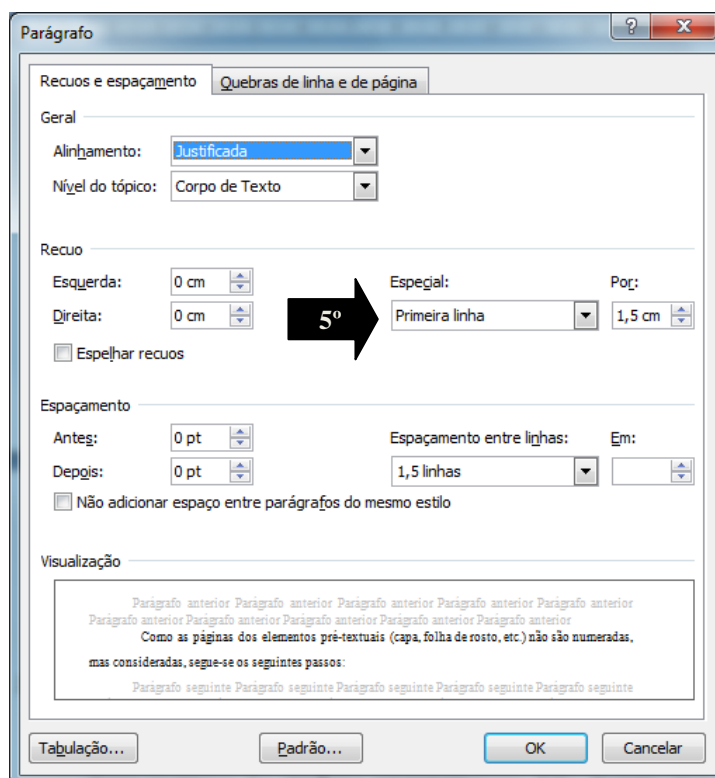 Parágrafo
Recuos e espaçamento Quebras de linha e de página
Geral
Alinhamento: Justificada
Nível do tópico: Corpo de Texto
Recuo
Esquerda: 0 cm Especial: Por:
Direita: 0 cm 5º Primeira linha 1,5 cm
Espelhar recuos
Espaçamento
Antes: 0 pt Espaçamento entre linhas: Em:
Depois: 0 pt 1,5 linhas
Não adicionar espaço entre parágrafos do mesmo estilo
Visualização
Parágrafo anterior Parágrafo anterior Parágrafo anterior Parágrafo anterior Parágrafo anterior
Parágrafo anterior Parágrafo anterior Parágrafo anterior Parágrafo anterior Parágrafo anterior
Como as páginas dos elementos pré-textuais (capa, folha de rosto, etc.) não são numeradas,
mas consideradas, segue-se os seguintes passos:
Parágrafo seguinte Parágrafo seguinte Parágrafo seguinte Parágrafo seguinte Parágrafo seguinte
Tabulação... Padrão... OK Cancelar